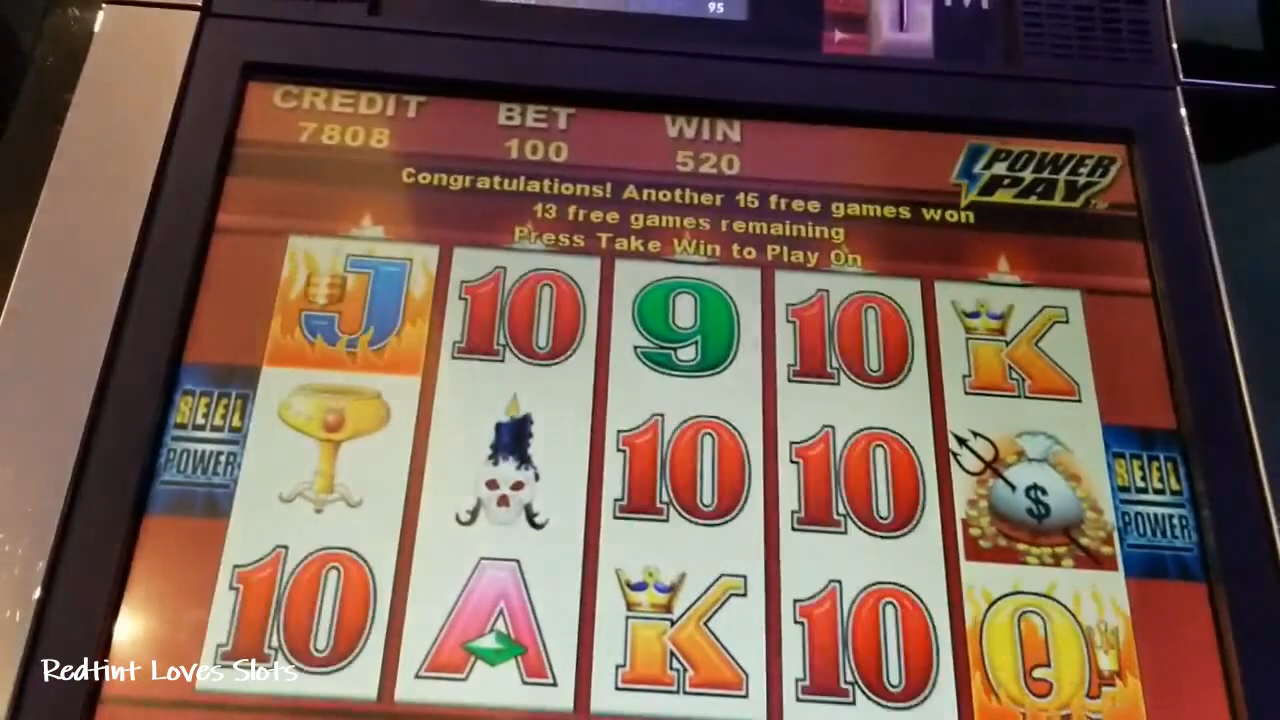 95
CREDIT BET WIN
7808 100 520
POWER
PAY
Congratulations! Another 15 free games won
13 free games remaining
Press Take Win to Play On
J 10 9 10 K
REEL
POWER
10 10 $
REEL
POWER
10 A K 10 Q
Redtint Loves Slots